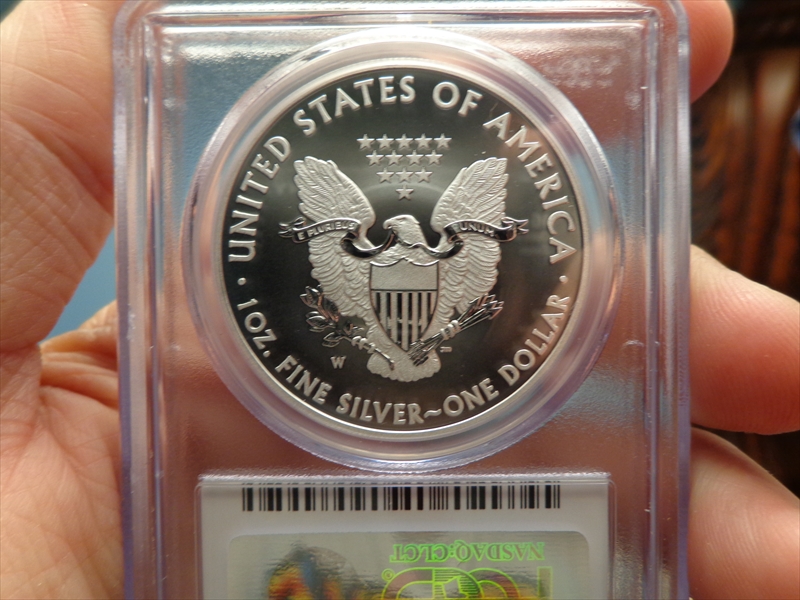 UNITED STATES OF AMERICA
E PLURIBUS UNUM
W
· 1 OZ. FINE SILVER~ONE DOLLAR ·
NASDAQ:CLCT